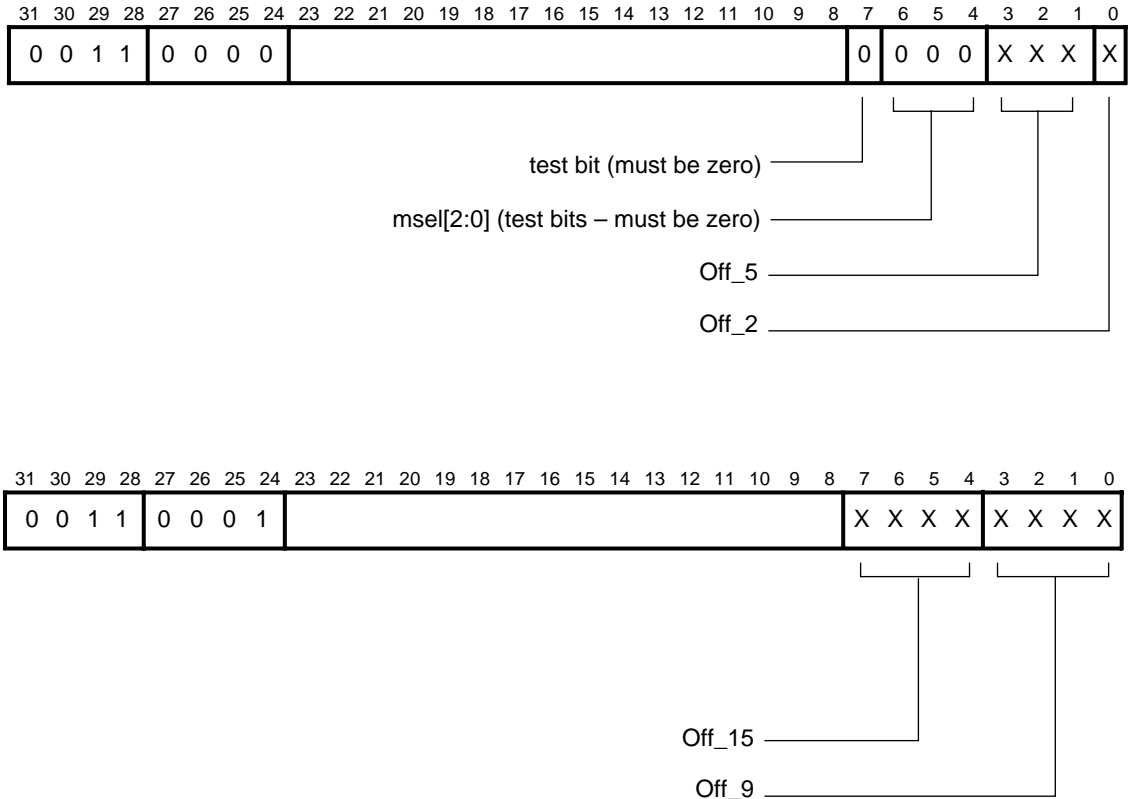 31 30 29 28 27 26 25 24 23 22 21 20 19 18 17 16 15 14 13 12 11 10 9 8 7 6 5 4 3 2 1 0
0 0 1 1 0 0 0 0 0 0 0 0 X X X X
test bit (must be zero)
msel[2:0] (test bits – must be zero)
Off_5
Off_2
31 30 29 28 27 26 25 24 23 22 21 20 19 18 17 16 15 14 13 12 11 10 9 8 7 6 5 4 3 2 1 0
0 0 1 1 0 0 0 1 X X X X X X X X
Off_15
Off_9